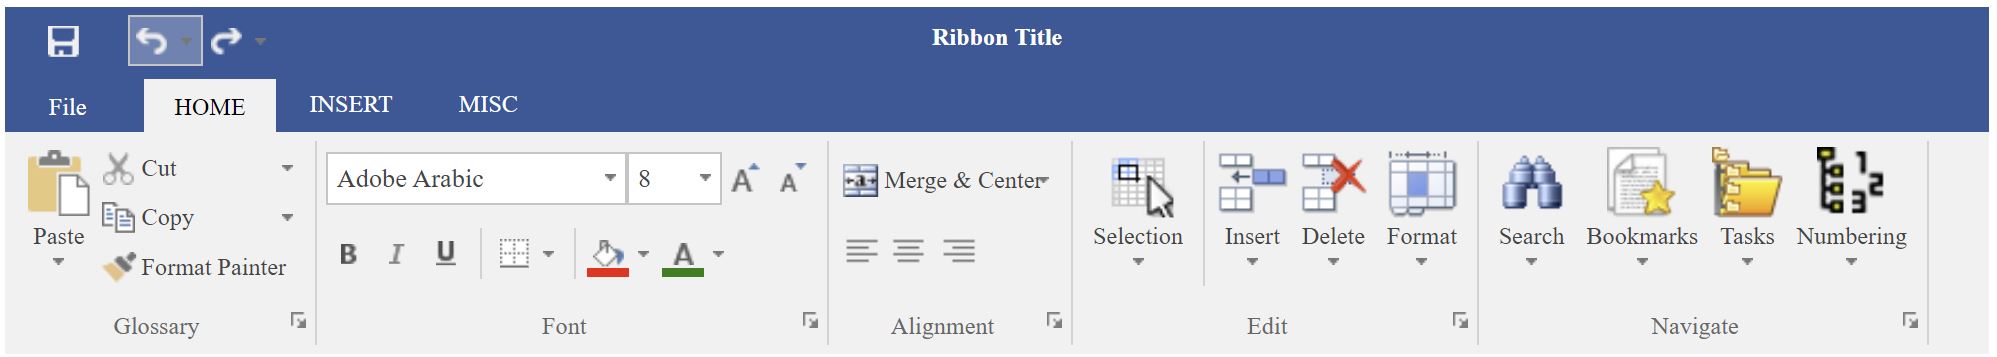 Ribbon Title
File HOME INSERT MISC
Paste
Cut
Copy
Format Painter
Glossary
Adobe Arabic 8 A A
B I U A
Font
Merge & Center
Alignment
Selection Insert Delete Format
Edit
Search Bookmarks Tasks Numbering
Navigate